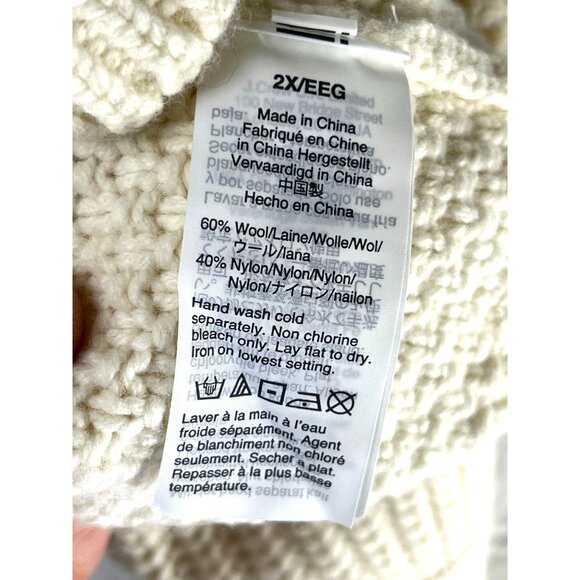 2X/EEG
Made in China
Fabriqué en Chine
in China Hergestellt
Vervaardigd in China
中国製
Hecho en China
60% Wool/Laine/Wolle/Wol/
ウール/lana
40% Nylon/Nylon/Nylon/
Nylon/ナイロン/nailon
Hand wash cold
separately. Non chlorine
bleach only. Lay flat to dry.
Iron on lowest setting.
Laver à la main à l'eau
froide séparément. Agent
de blanchiment non chloré
seulement. Secher a plat.
Repasser à la plus basse
température.